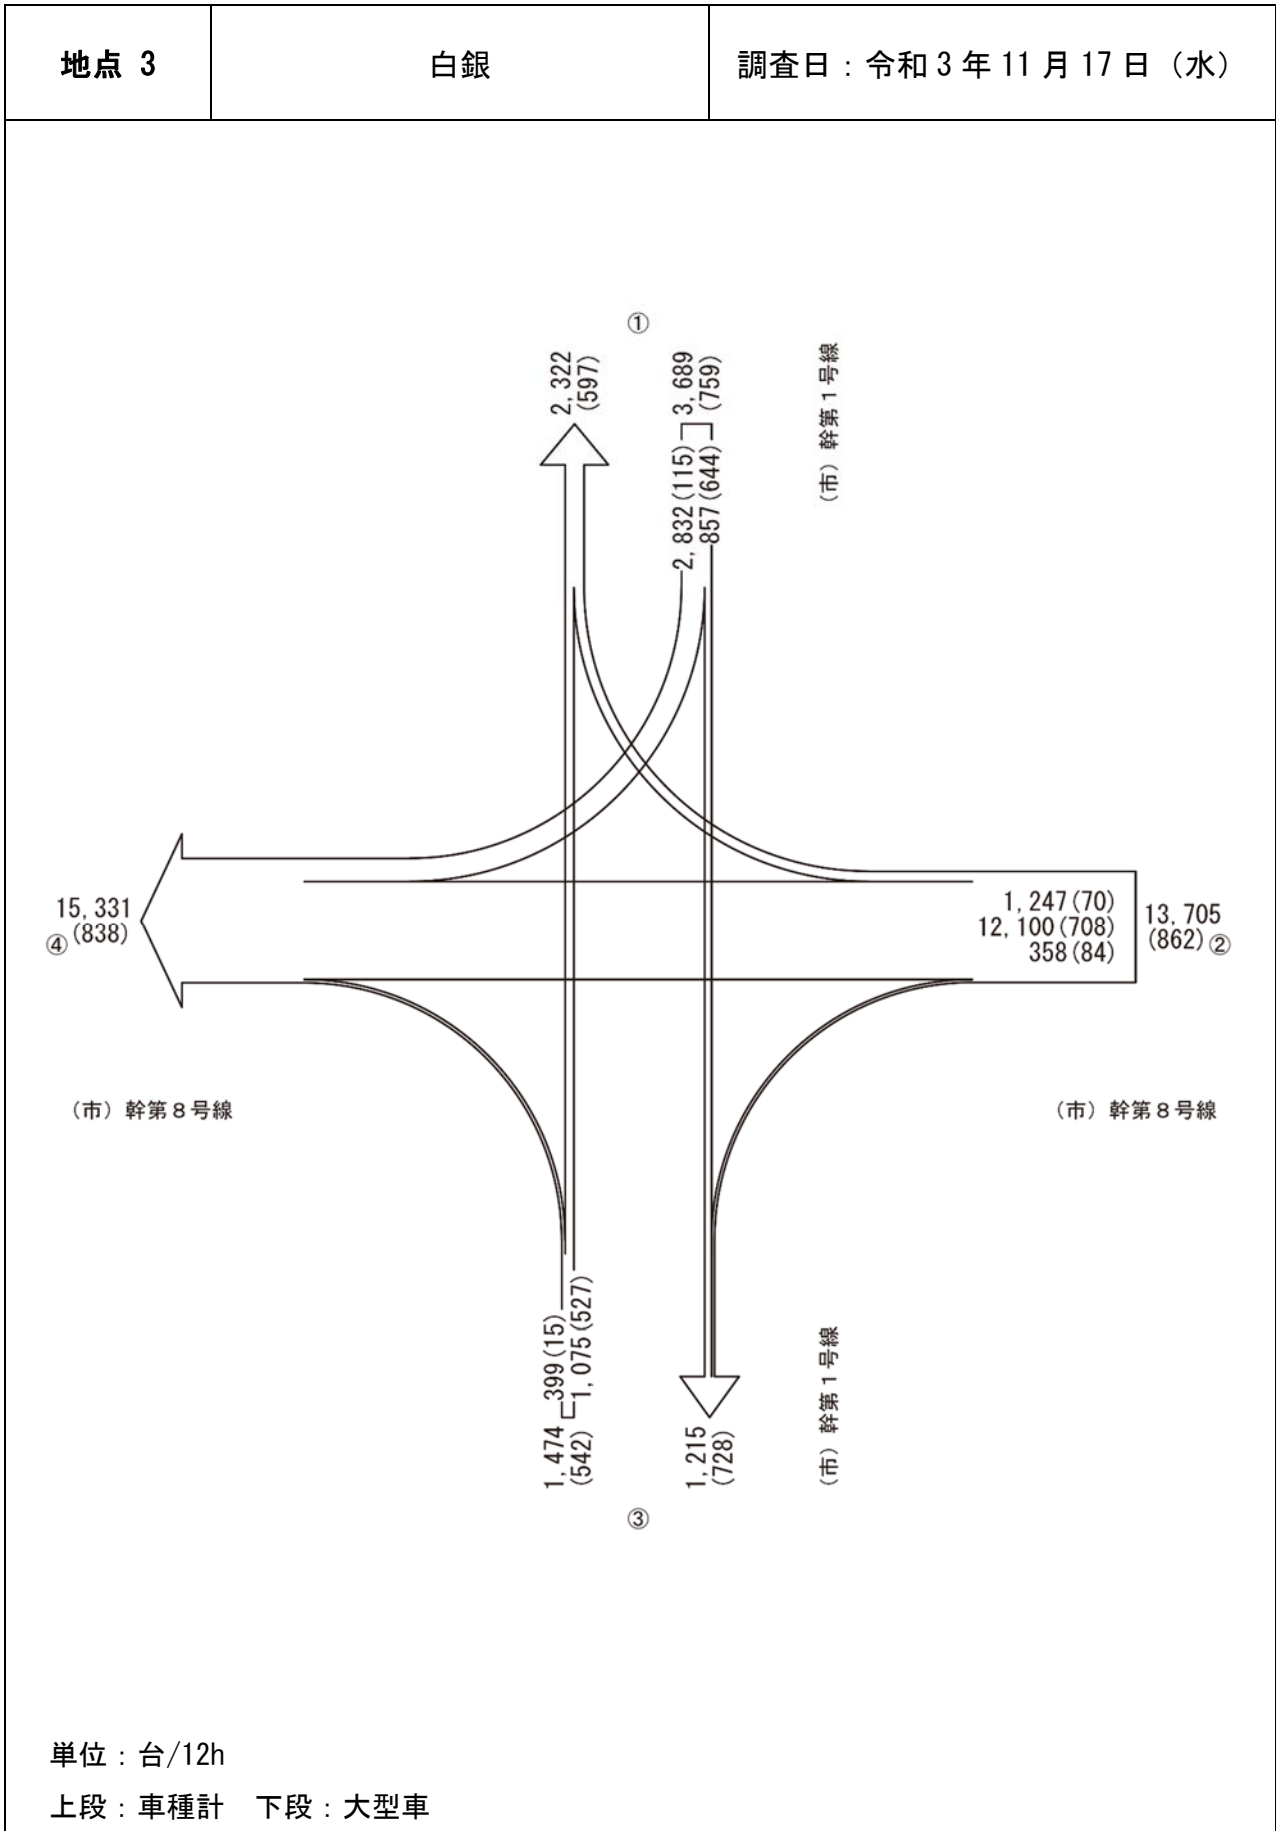 地点 3
白銀
調査日：令和3年11月17日（水）
①
2,322
(597)
3,689
(759)
2,832(115)
857(644)
（市）幹第1号線
15,331
(838)
④
1,247(70)
12,100(708)
358(84)
13,705
(862)
②
（市）幹第8号線
（市）幹第8号線
399(15)
1,075(527)
1,474
(542)
1,215
(728)
（市）幹第1号線
③
単位：台/12h
上段：車種計　下段：大型車